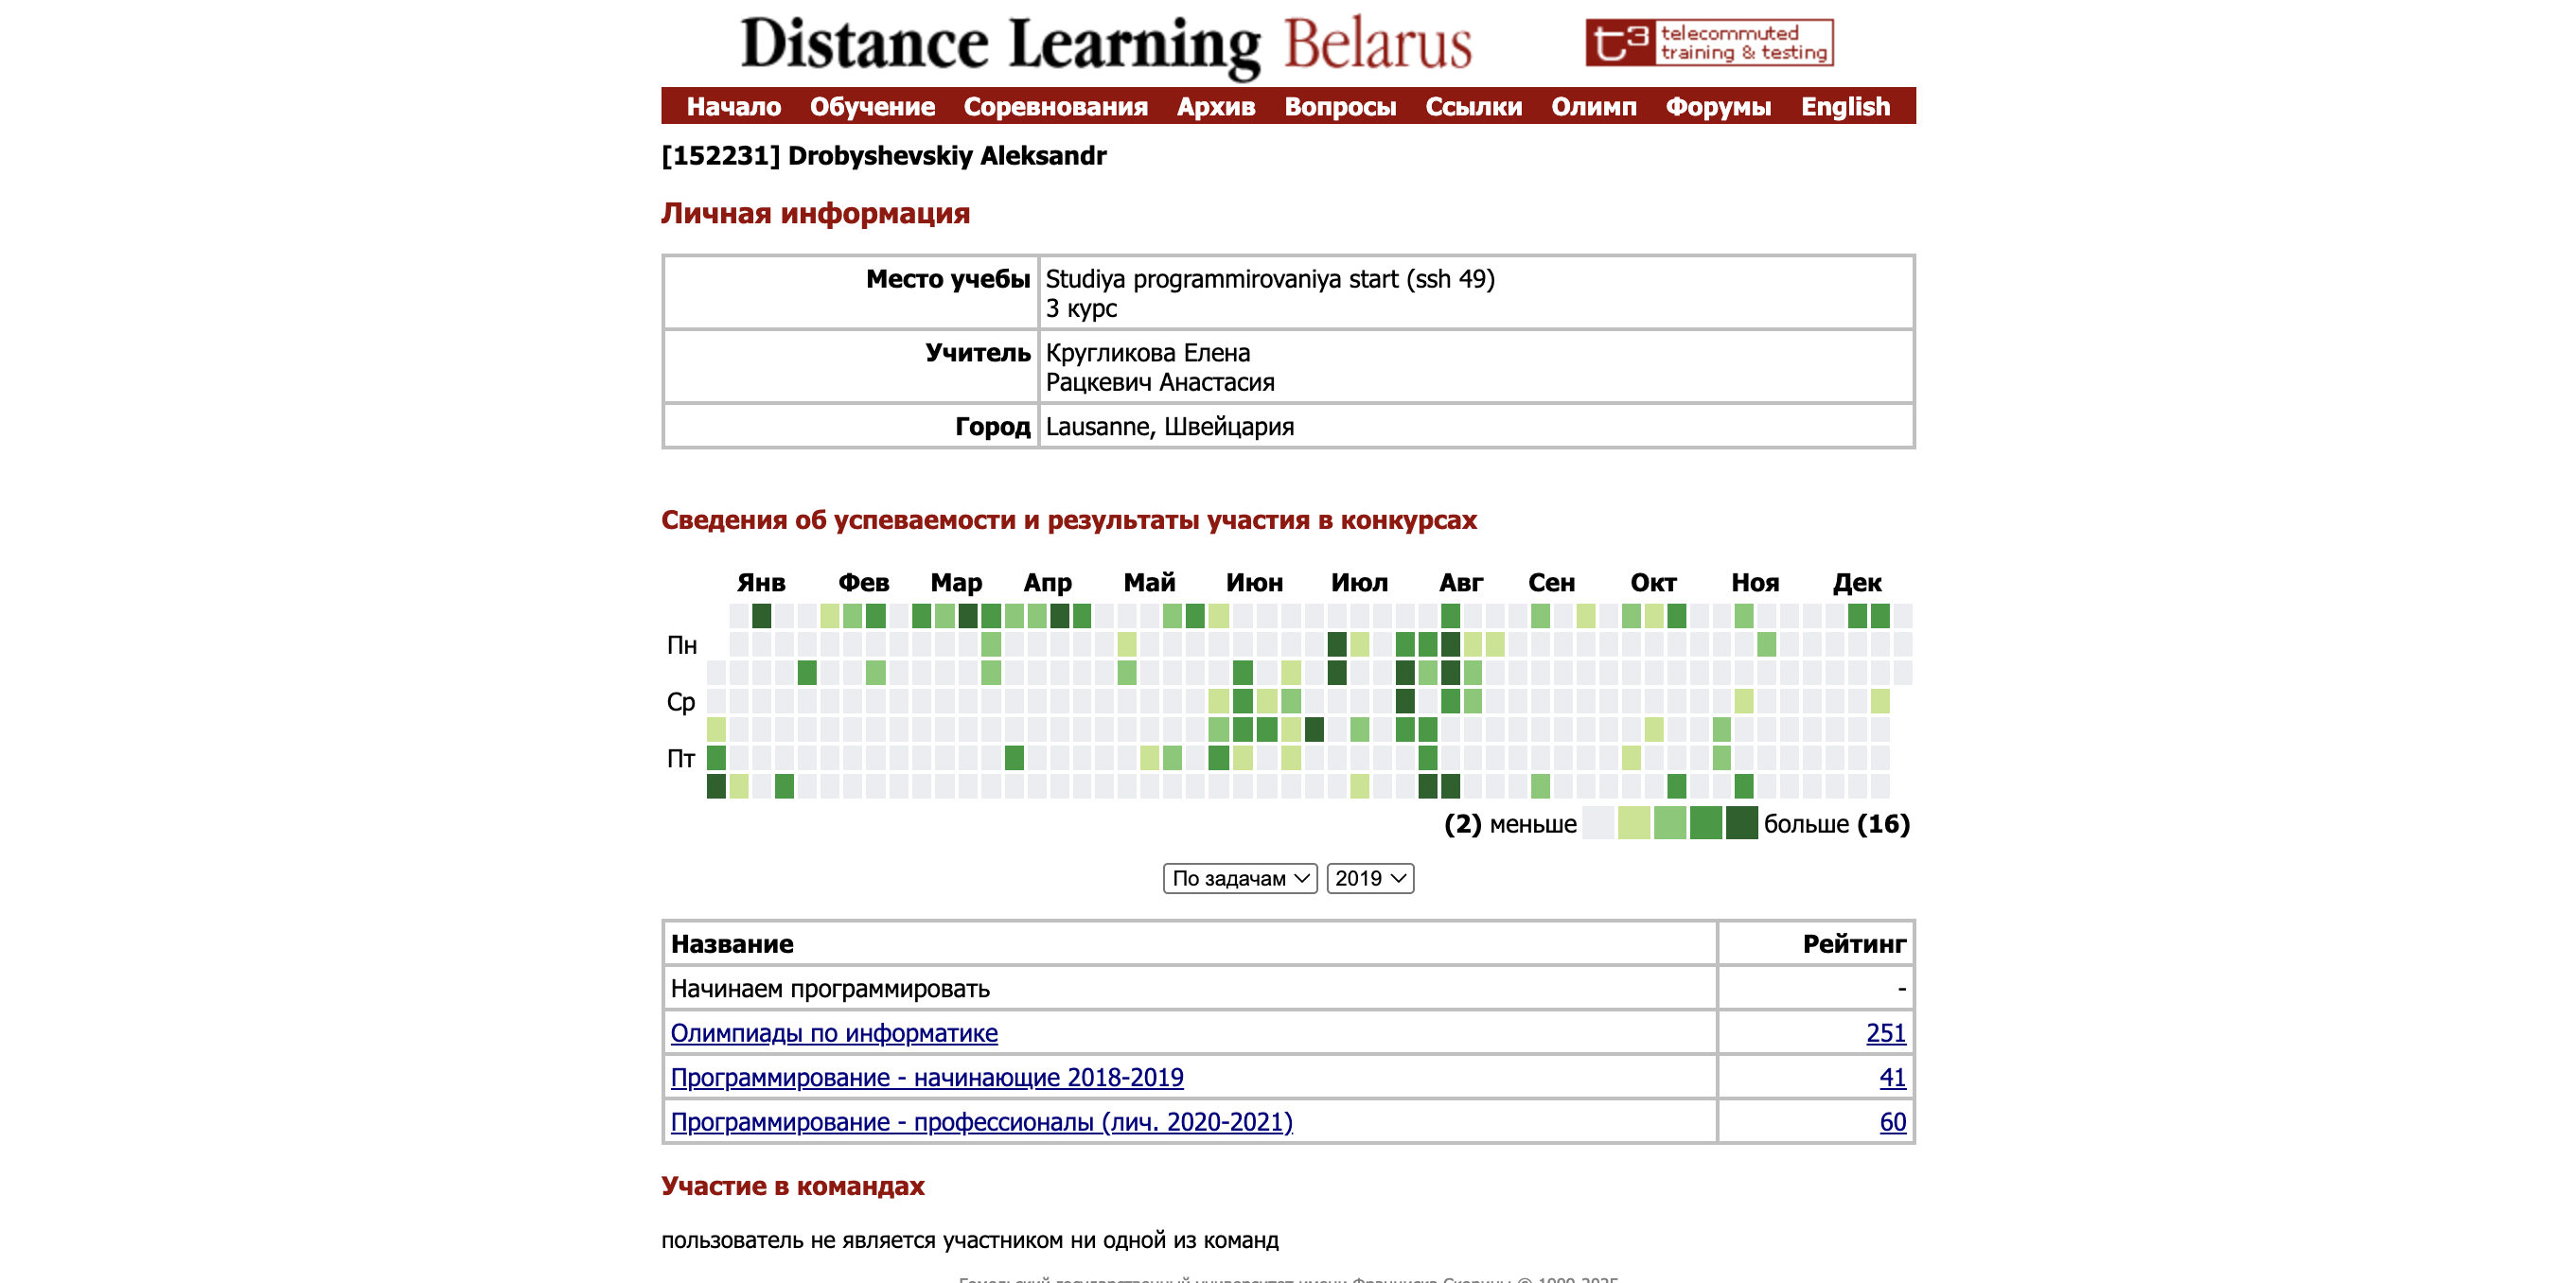 Distance Learning Belarus
t3 telecommuted
training & testing
Начало Обучение Соревнования Архив Вопросы Ссылки Олимп Форумы English
[152231] Drobyshevskiy Aleksandr
Личная информация
Место учебы Studiya programmirovaniya start (ssh 49)
3 курс
Учитель Кругликова Елена
Рацкевич Анастасия
Город Lausanne, Швейцария
Сведения об успеваемости и результаты участия в конкурсах
Янв Фев Мар Апр Май Июн Июл Авг Сен Окт Ноя Дек
Пн
Ср
Пт
(2) меньше больше (16)
По задачам 2019
Название Рейтинг
Начинаем программировать -
Олимпиады по информатике 251
Программирование - начинающие 2018-2019 41
Программирование - профессионалы (лич. 2020-2021) 60
Участие в командах
пользователь не является участником ни одной из команд